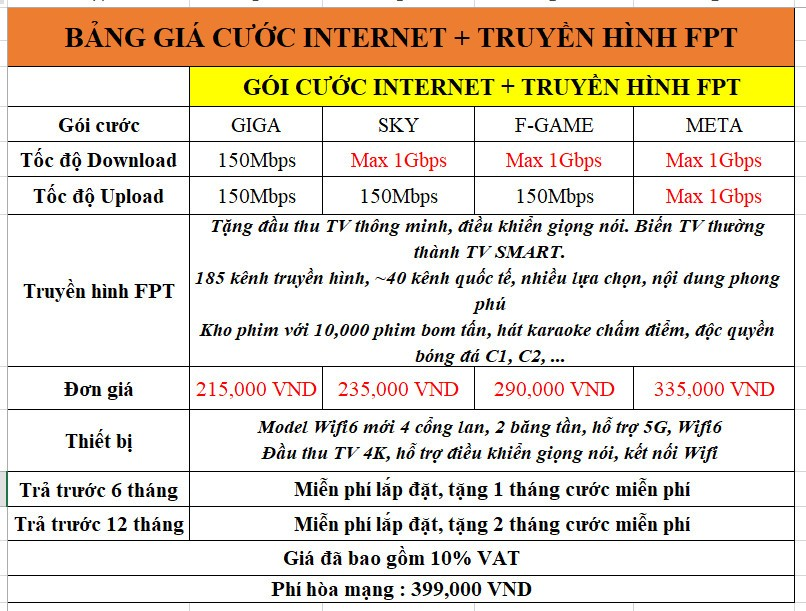 BẢNG GIÁ CƯỚC INTERNET + TRUYỀN HÌNH FPT
GÓI CƯỚC INTERNET + TRUYỀN HÌNH FPT
Gói cước GIGA SKY F-GAME META
Tốc độ Download 150Mbps Max 1Gbps Max 1Gbps Max 1Gbps
Tốc độ Upload 150Mbps 150Mbps 150Mbps Max 1Gbps
Truyền hình FPT
Tặng đầu thu TV thông minh, điều khiển giọng nói. Biến TV thường
thành TV SMART.
185 kênh truyền hình, ~40 kênh quốc tế, nhiều lựa chọn, nội dung phong
phú
Kho phim với 10,000 phim bom tấn, hát karaoke chấm điểm, độc quyền
bóng đá C1, C2, ...
Đơn giá 215,000 VND 235,000 VND 290,000 VND 335,000 VND
Thiết bị
Model Wifi6 mới 4 cổng lan, 2 băng tần, hỗ trợ 5G, Wifi6
Đầu thu TV 4K, hỗ trợ điều khiển giọng nói, kết nối Wifi
Trả trước 6 tháng Miễn phí lắp đặt, tặng 1 tháng cước miễn phí
Trả trước 12 tháng Miễn phí lắp đặt, tặng 2 tháng cước miễn phí
Giá đã bao gồm 10% VAT
Phí hòa mạng : 399,000 VND